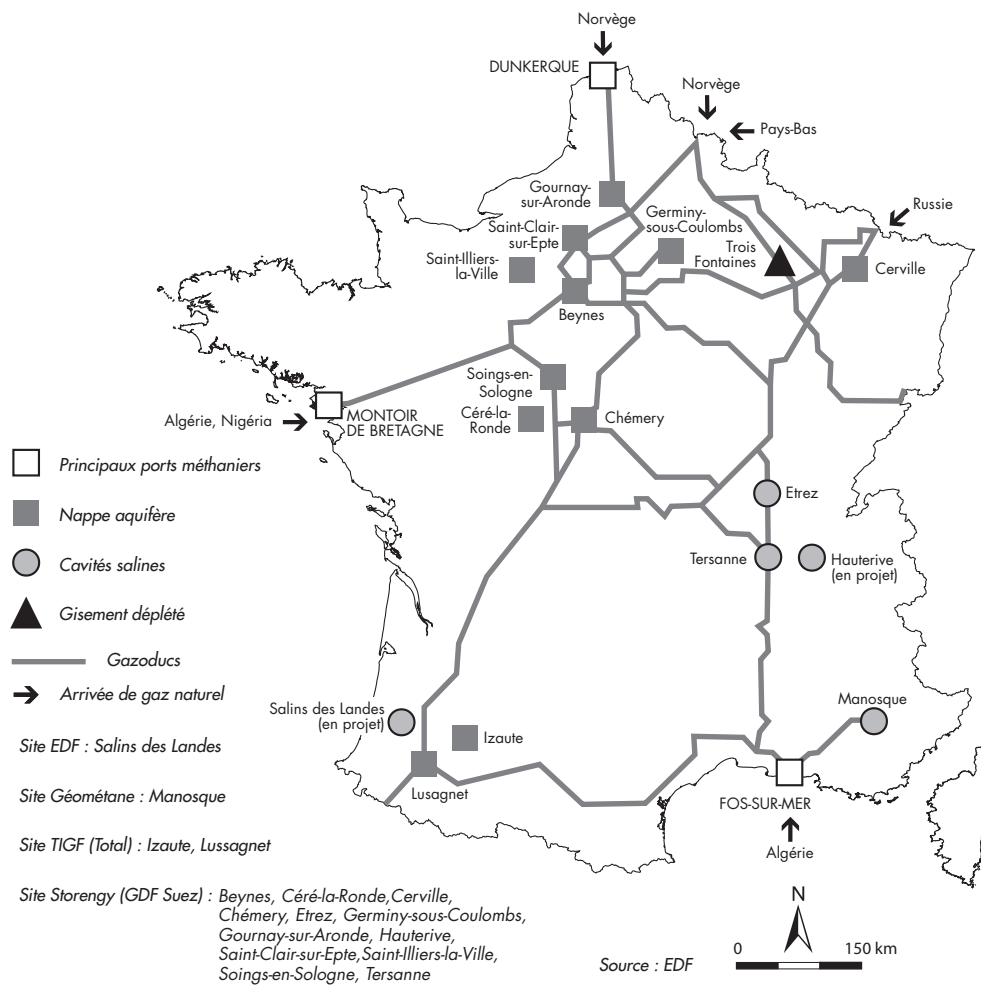 Norvège
DUNKERQUE
Norvège
Pays-Bas
Gournay-
sur-Aronde
Russie
Saint-Clair-
sur-Epte
Germiny-
sous-Coulombs
Trois
Fontaines
Saint-Illiers-
la-Ville
Cerville
Beynes
Soings-en-
Sologne
Algérie, Nigéria
MONTOIR
DE BRETAGNE
Céré-la-
Ronde
Chémery
Principaux ports méthaniers
Nappe aquifère
Cavités salines
Gisement déplété
Gazoducs
Arrivée de gaz naturel
Etrez
Tersanne
Hauterive
(en projet)
Salins des Landes
(en projet)
Izaute
Manosque
Lusagnet
FOS-SUR-MER
Algérie
Site EDF : Salins des Landes
Site Géométane : Manosque
Site TIGF (Total) : Izaute, Lussagnet
Site Storengy (GDF Suez) : Beynes, Céré-la-Ronde,Cerville,
Chémery, Etrez, Germiny-sous-Coulombs,
Gournay-sur-Aronde, Hauterive,
Saint-Clair-sur-Epte,Saint-Illiers-la-Ville,
Soings-en-Sologne, Tersanne
N
0 150 km
Source : EDF